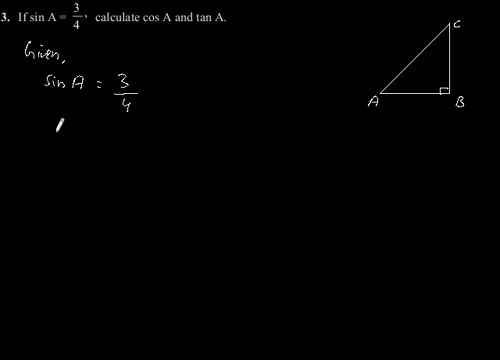 3. If sin A = 3/4, calculate cos A and tan A.
Given,
sin A = 3/4
C
A
B